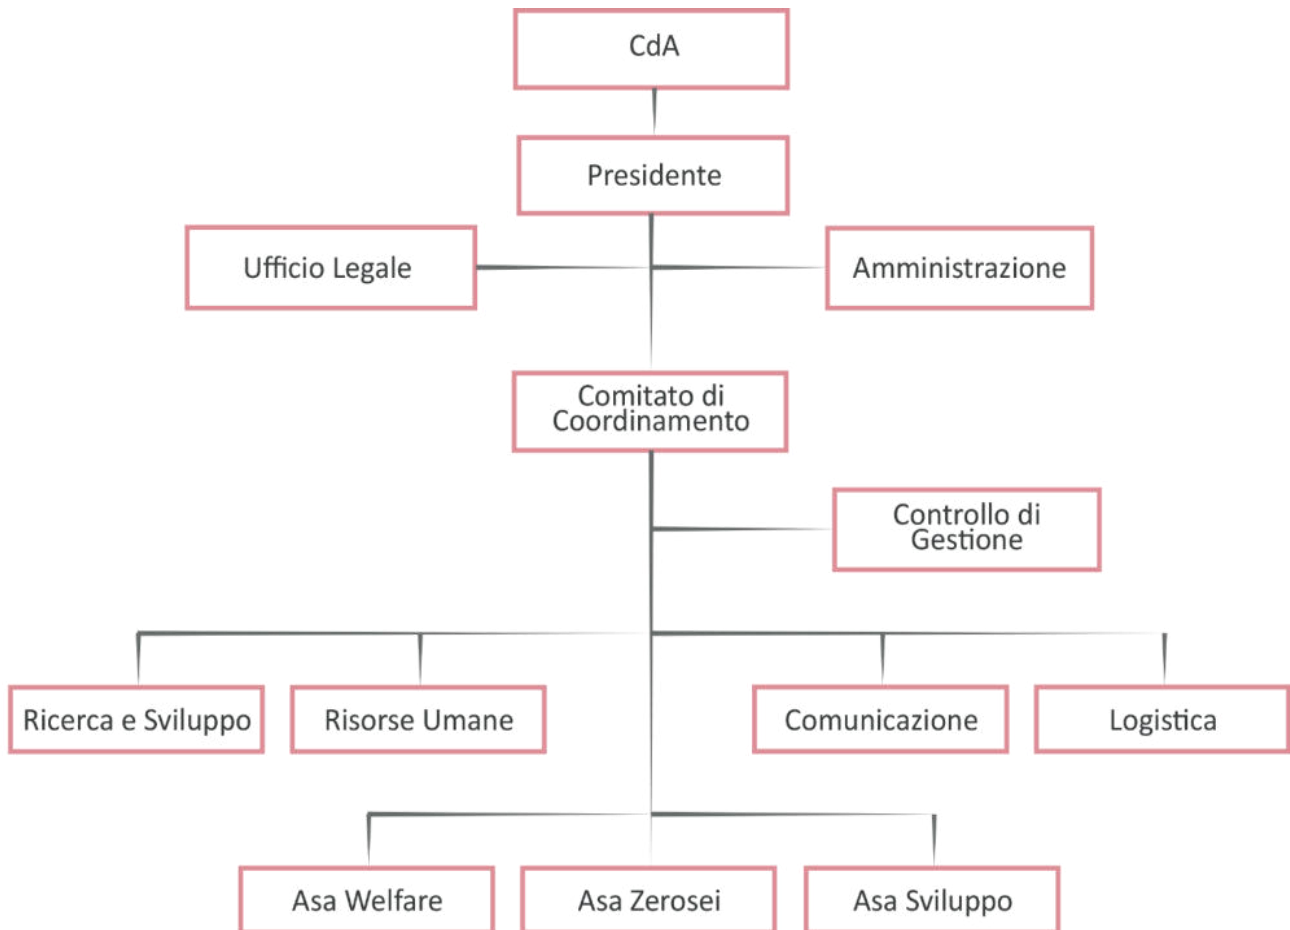 CdA
Presidente
Ufficio Legale
Amministrazione
Comitato di
Coordinamento
Controllo di
Gestione
Ricerca e Sviluppo
Risorse Umane
Comunicazione
Logistica
Asa Welfare
Asa Zerosei
Asa Sviluppo